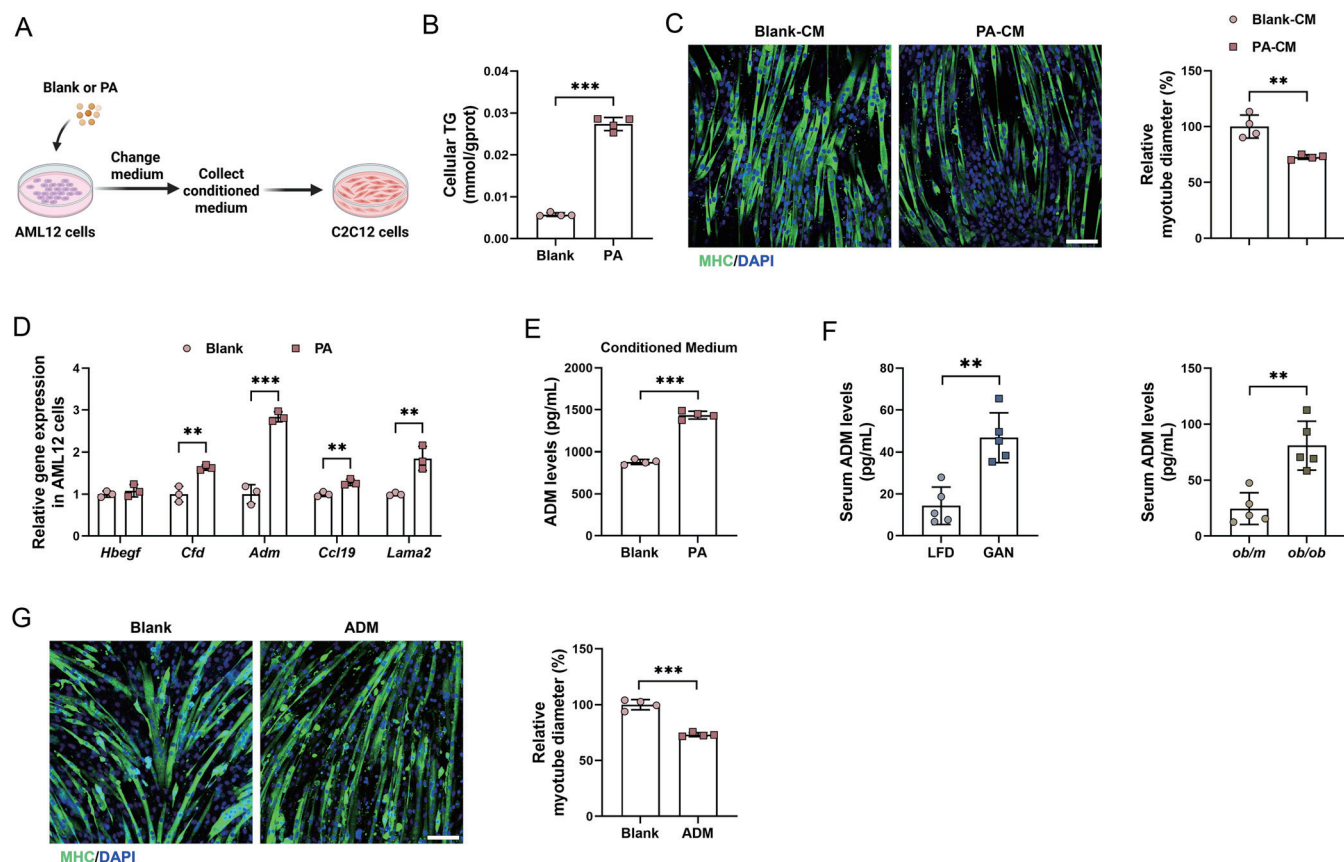 A
Blank or PA
Change
medium
Collect
conditioned
medium
AML12 cells
C2C12 cells
B
Cellular TG
(mmol/gprot)
0.04
0.03
0.02
0.01
0.00
***
Blank
PA
C
Blank-CM
PA-CM
MHC/DAPI
Blank-CM
PA-CM
Relative
myotube diameter (%)
150
100
50
0
**
D
Blank
PA
Relative gene expression
in AML12 cells
4
3
2
1
0
**
***
**
**
Hbegf
Cfd
Adm
Ccl19
Lama2
E
Conditioned Medium
ADM levels (pg/mL)
2000
1500
1000
500
0
***
Blank
PA
F
Serum ADM levels
(pg/mL)
80
60
40
20
0
**
LFD
GAN
Serum ADM levels
(pg/mL)
150
100
50
0
**
ob/m
ob/ob
G
Blank
ADM
MHC/DAPI
Relative
myotube diameter (%)
150
100
50
0
***
Blank
ADM